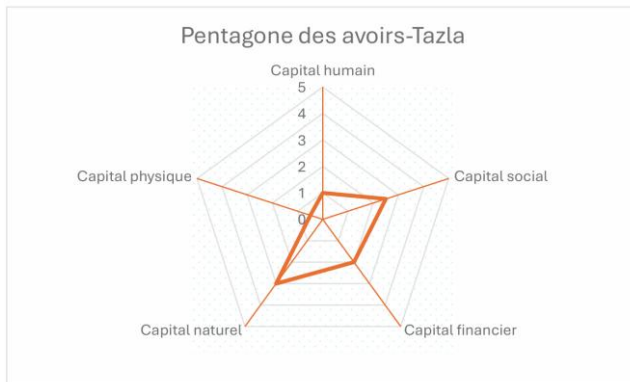 Pentagone des avoirs-Tazla
Capital humain
5
4
3
2
1
0
Capital physique
Capital social
Capital naturel
Capital financier